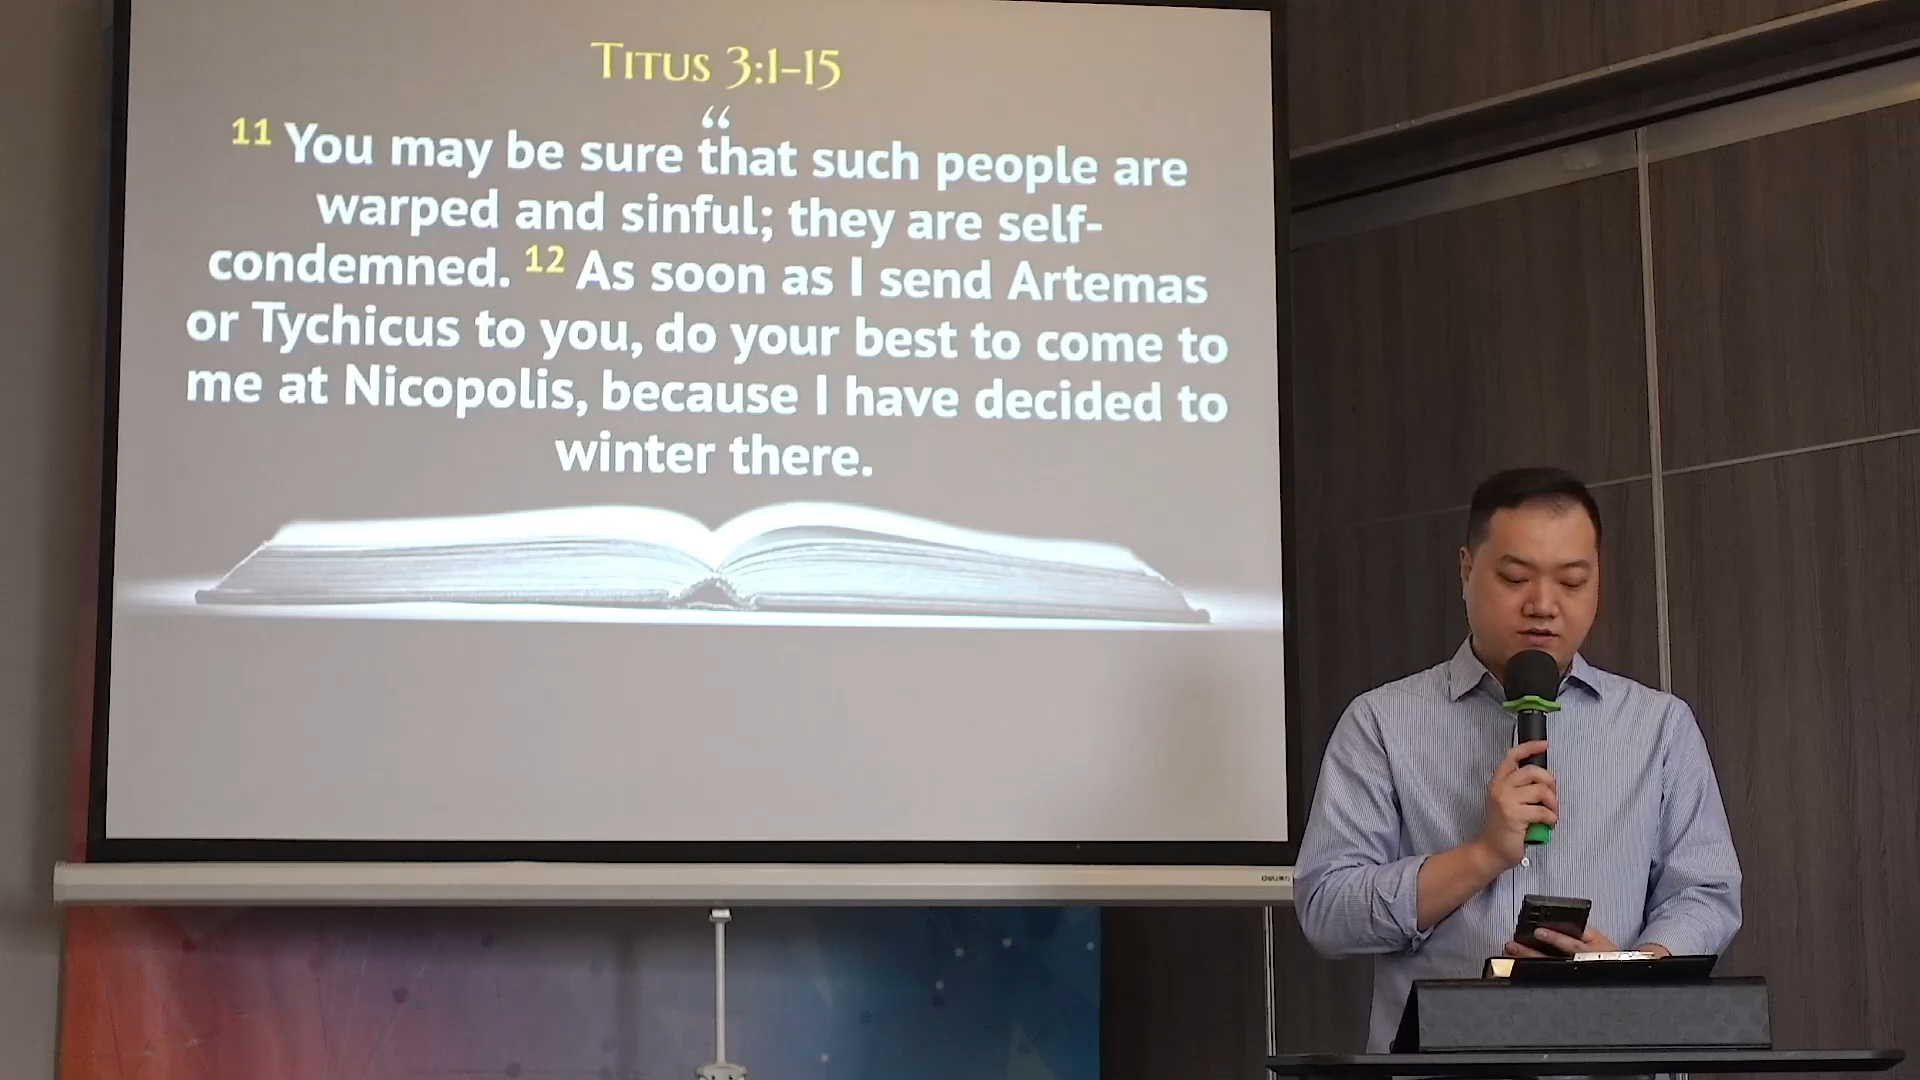 Titus 3:1–15
“
11 You may be sure that such people are
warped and sinful; they are self-
condemned. 12 As soon as I send Artemas
or Tychicus to you, do your best to come to
me at Nicopolis, because I have decided to
winter there.